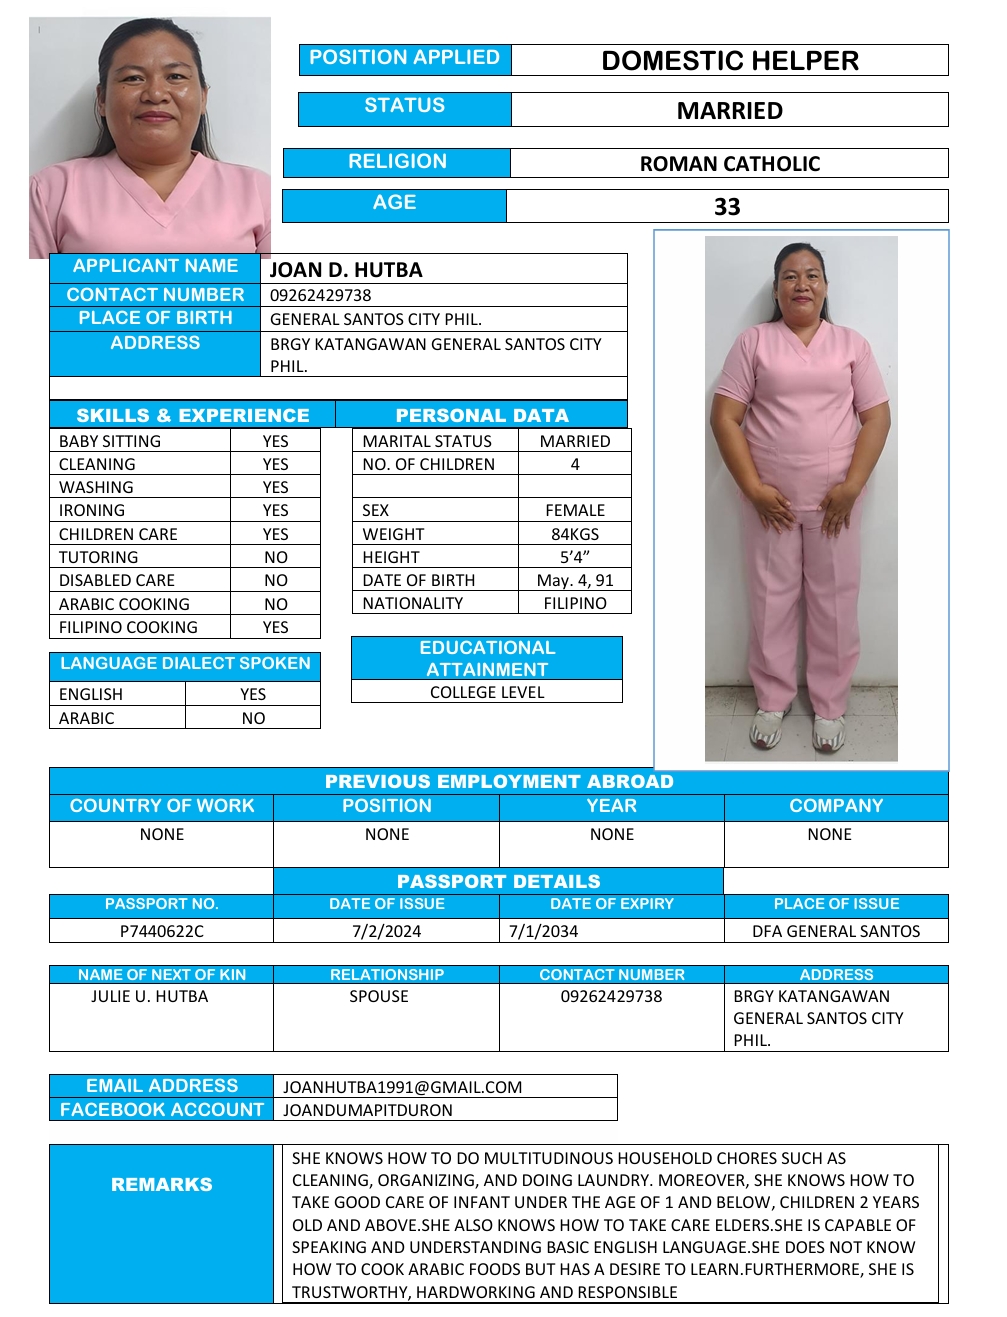 POSITION APPLIED DOMESTIC HELPER
STATUS MARRIED
RELIGION ROMAN CATHOLIC
AGE 33
APPLICANT NAME JOAN D. HUTBA
CONTACT NUMBER 09262429738
PLACE OF BIRTH GENERAL SANTOS CITY PHIL.
ADDRESS BRGY KATANGAWAN GENERAL SANTOS CITY
PHIL.
SKILLS & EXPERIENCE
BABY SITTING YES
CLEANING YES
WASHING YES
IRONING YES
CHILDREN CARE YES
TUTORING NO
DISABLED CARE NO
ARABIC COOKING NO
FILIPINO COOKING YES
LANGUAGE DIALECT SPOKEN
ENGLISH YES
ARABIC NO
PERSONAL DATA
MARITAL STATUS MARRIED
NO. OF CHILDREN 4
SEX FEMALE
WEIGHT 84KGS
HEIGHT 5’4”
DATE OF BIRTH May. 4, 91
NATIONALITY FILIPINO
EDUCATIONAL
ATTAINMENT
COLLEGE LEVEL
PREVIOUS EMPLOYMENT ABROAD
COUNTRY OF WORK POSITION YEAR COMPANY
NONE NONE NONE NONE
PASSPORT DETAILS
PASSPORT NO. DATE OF ISSUE DATE OF EXPIRY PLACE OF ISSUE
P7440622C 7/2/2024 7/1/2034 DFA GENERAL SANTOS
NAME OF NEXT OF KIN RELATIONSHIP CONTACT NUMBER ADDRESS
JULIE U. HUTBA SPOUSE 09262429738 BRGY KATANGAWAN
GENERAL SANTOS CITY
PHIL.
EMAIL ADDRESS JOANHUTBA1991@GMAIL.COM
FACEBOOK ACCOUNT JOANDUMAPITDURON
REMARKS
SHE KNOWS HOW TO DO MULTITUDINOUS HOUSEHOLD CHORES SUCH AS
CLEANING, ORGANIZING, AND DOING LAUNDRY. MOREOVER, SHE KNOWS HOW TO
TAKE GOOD CARE OF INFANT UNDER THE AGE OF 1 AND BELOW, CHILDREN 2 YEARS
OLD AND ABOVE.SHE ALSO KNOWS HOW TO TAKE CARE ELDERS.SHE IS CAPABLE OF
SPEAKING AND UNDERSTANDING BASIC ENGLISH LANGUAGE.SHE DOES NOT KNOW
HOW TO COOK ARABIC FOODS BUT HAS A DESIRE TO LEARN.FURTHERMORE, SHE IS
TRUSTWORTHY, HARDWORKING AND RESPONSIBLE